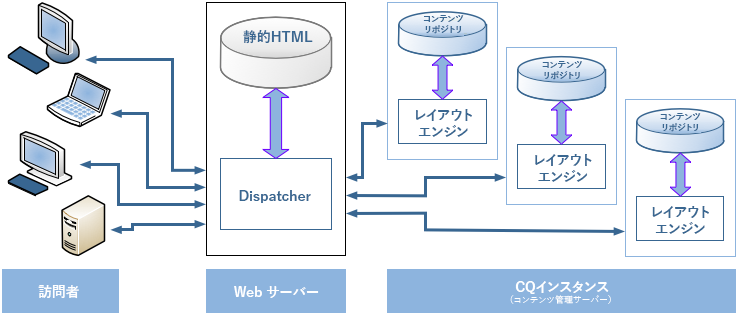 静的HTML
Dispatcher
コンテンツ
リポジトリ
レイアウト
エンジン
コンテンツ
リポジトリ
レイアウト
エンジン
コンテンツ
リポジトリ
レイアウト
エンジン
訪問者
Web サーバー
CQインスタンス
（コンテンツ管理サーバー）